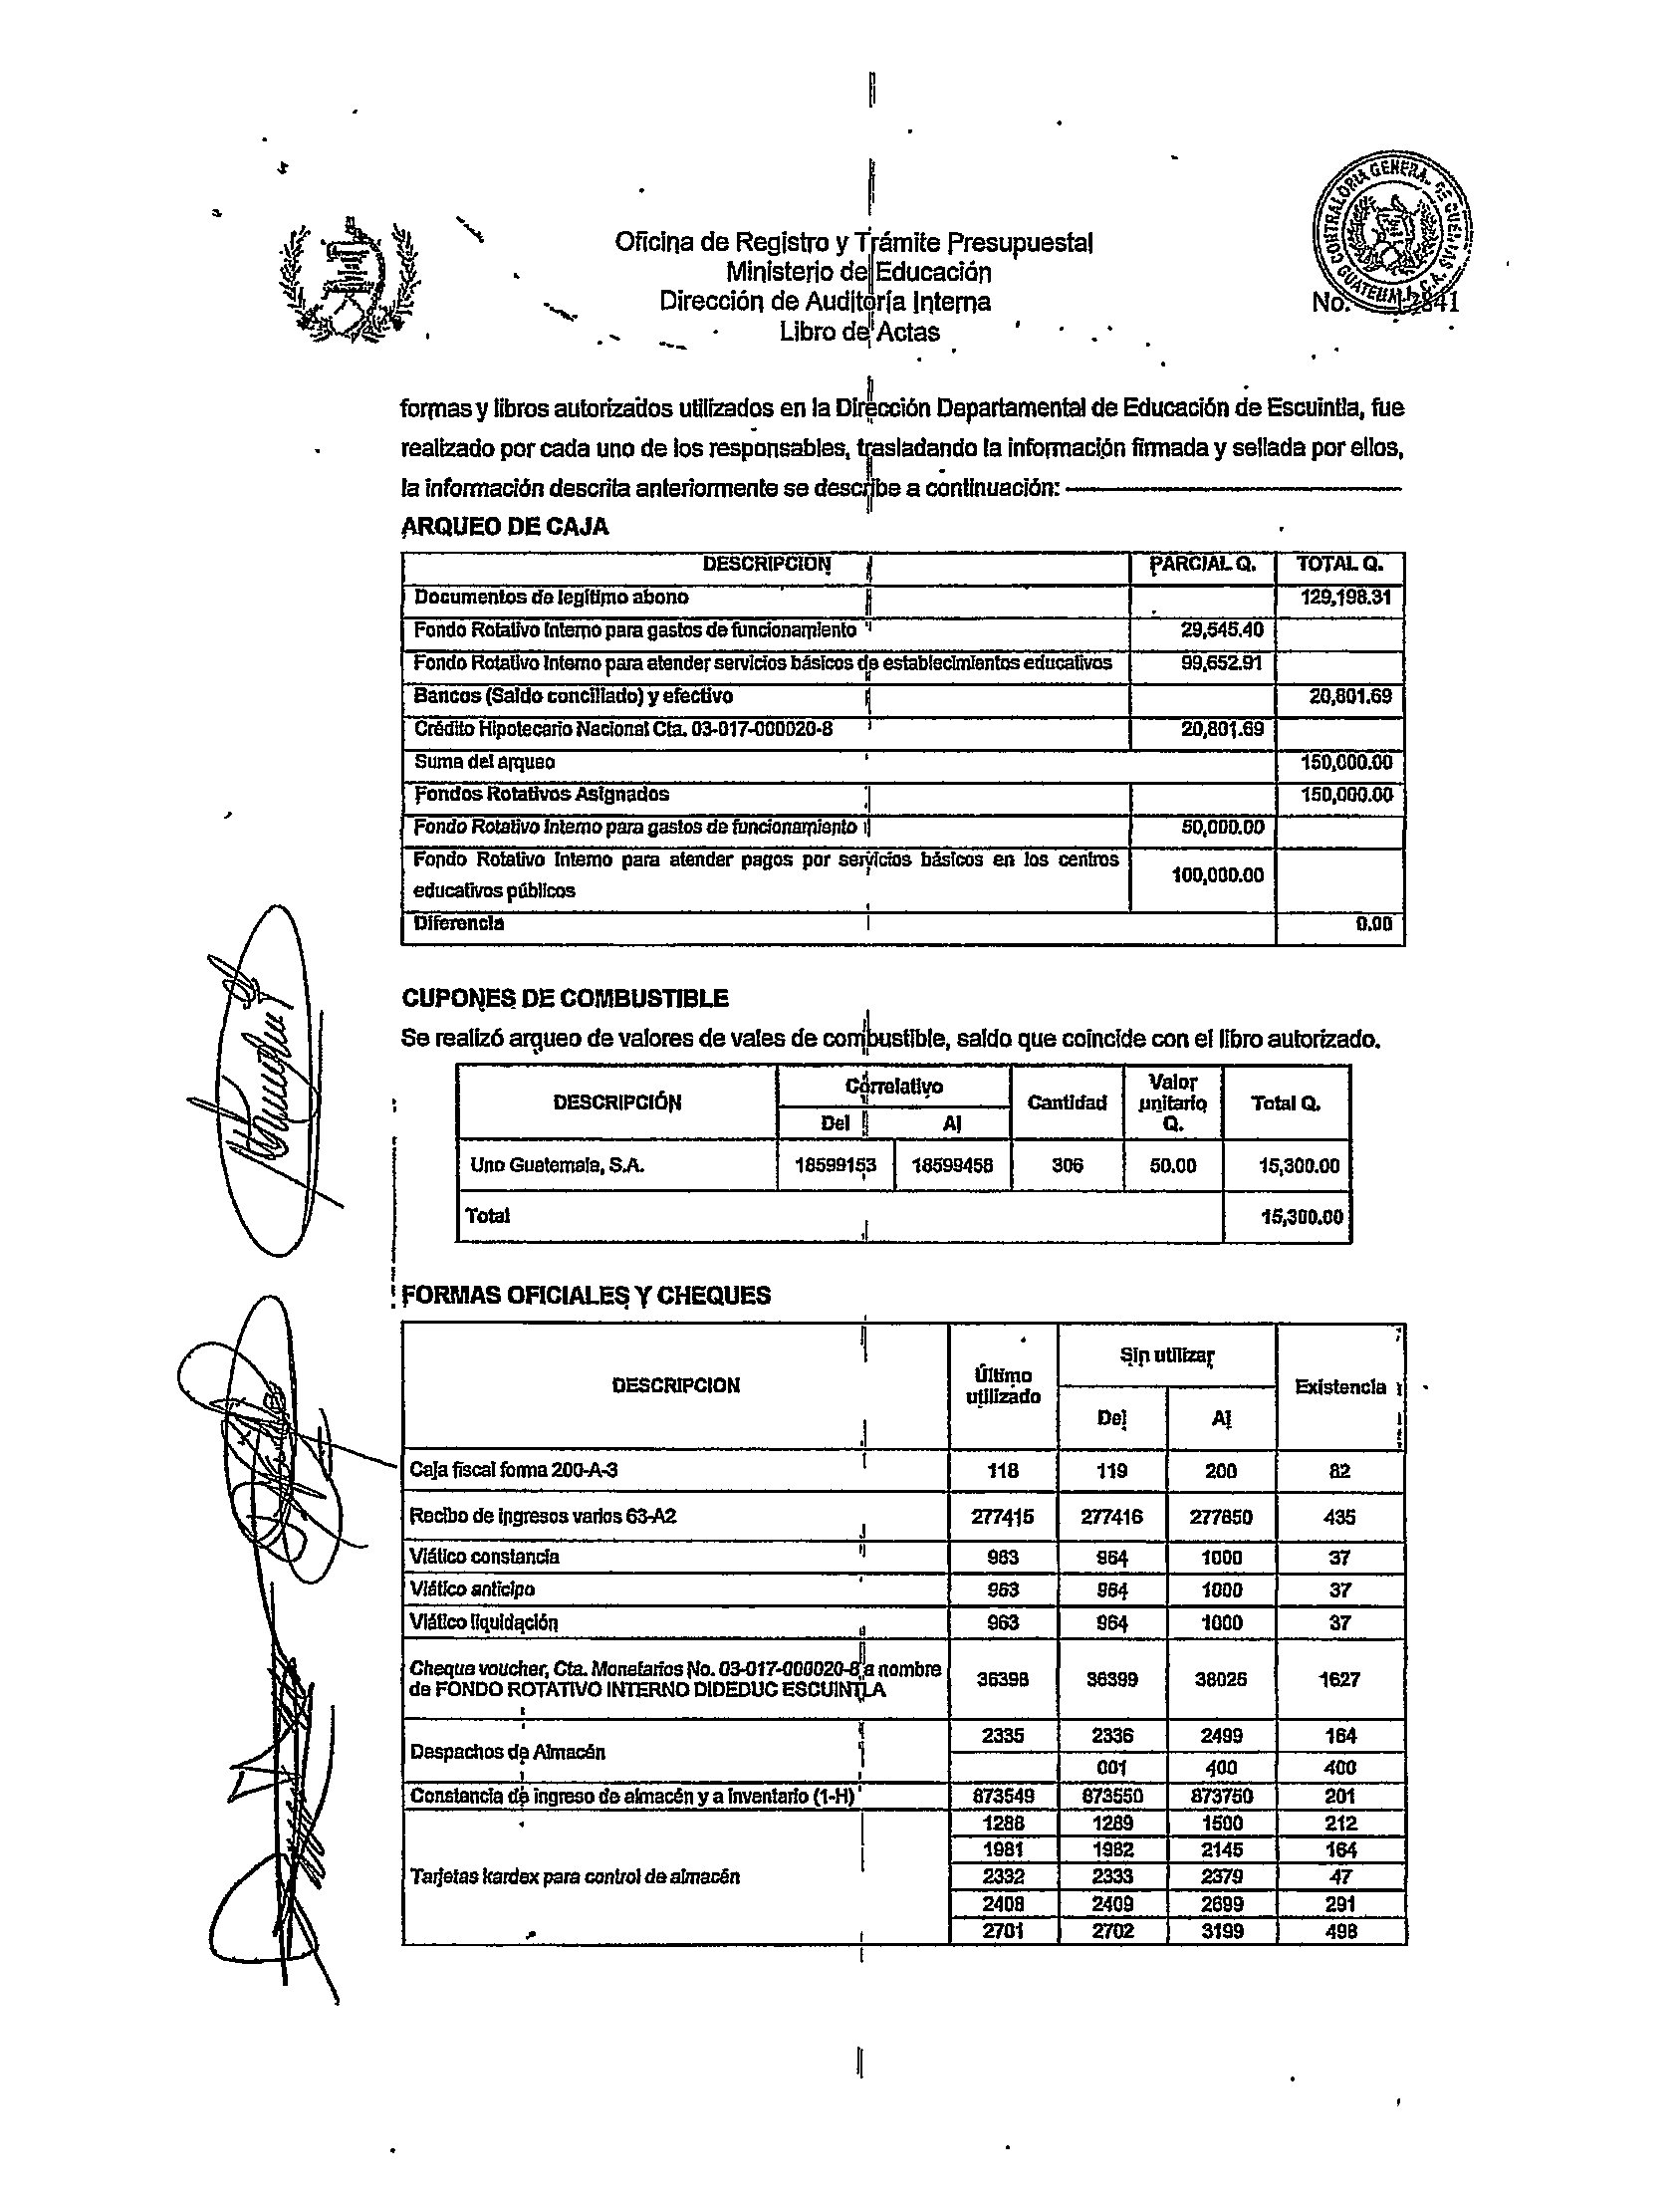 Oficina de Registro y Trámite Presupuestal
Ministerio de Educación
Dirección de Auditoría Interna
Libro de Actas
CONTRALORIA GENERAL DE CUENTAS
GUATEMALA, C.A.
No.
formas y libros autorizados utilizados en la Dirección Departamental de Educación de Escuintla, fue
realizado por cada uno de los responsables, trasladando la información firmada y sellada por ellos,
la información descrita anteriormente se describe a continuación:
ARQUEO DE CAJA
DESCRIPCION PARCIAL Q. TOTAL Q.
Documentos de legítimo abono 129,198.31
Fondo Rotativo Interno para gastos de funcionamiento 29,545.40
Fondo Rotativo Interno para atender servicios básicos de establecimientos educativos 99,652.91
Bancos (Saldo conciliado) y efectivo 20,801.69
Crédito Hipotecario Nacional Cta. 03-017-000020-8 20,801.69
Suma del arqueo 150,000.00
Fondos Rotativos Asignados 150,000.00
Fondo Rotativo Interno para gastos de funcionamiento 50,000.00
Fondo Rotativo Interno para atender pagos por servicios básicos en los centros
educativos públicos 100,000.00
Diferencia 0.00
CUPONES DE COMBUSTIBLE
Se realizó arqueo de valores de vales de combustible, saldo que coincide con el libro autorizado.
DESCRIPCIÓN Correlativo Cantidad Valor unitario Q. Total Q.
Del Al
Uno Guatemala, S.A. 18599153 18599458 306 50.00 15,300.00
Total 15,300.00
FORMAS OFICIALES Y CHEQUES
DESCRIPCION Último utilizado Sin utilizar Existencia
Del Al
Caja fiscal forma 200-A-3 118 119 200 82
Recibo de ingresos varios 63-A2 277415 277416 277850 435
Viático constancia 963 964 1000 37
Viático anticipo 963 964 1000 37
Viático liquidación 963 964 1000 37
Cheque voucher, Cta. Monetarios No. 03-017-000020-8 a nombre
de FONDO ROTATIVO INTERNO DIDEDUC ESCUINTLA 36398 36399 38025 1627
Despachos de Almacén 2335 2336 2499 164
001 400 400
Constancia de ingreso de almacén y a inventario (1-H) 873549 873550 873750 201
Tarjetas kardex para control de almacén 1288 1289 1500 212
1981 1982 2145 164
2332 2333 2379 47
2408 2409 2699 291
2701 2702 3199 498